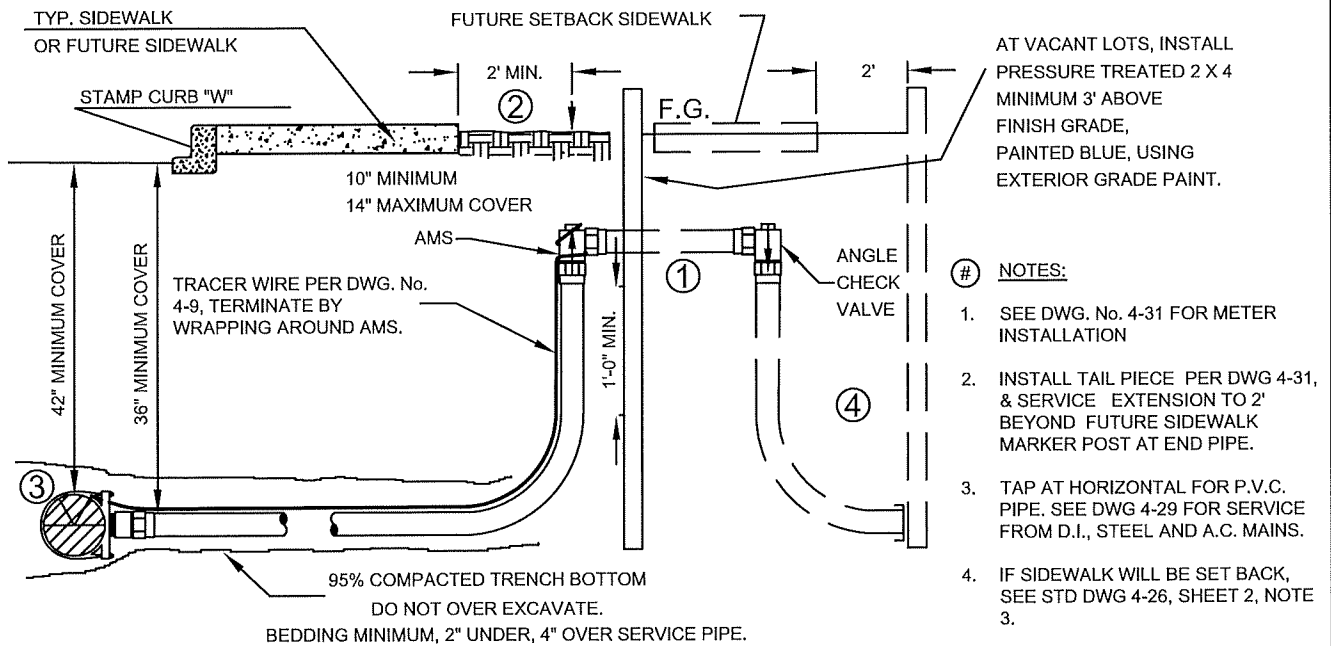 TYP. SIDEWALK
OR FUTURE SIDEWALK
STAMP CURB "W"
FUTURE SETBACK SIDEWALK
2' MIN.
2
F.G.
2'
AT VACANT LOTS, INSTALL
PRESSURE TREATED 2 X 4
MINIMUM 3' ABOVE
FINISH GRADE,
PAINTED BLUE, USING
EXTERIOR GRADE PAINT.
10" MINIMUM
14" MAXIMUM COVER
AMS
TRACER WIRE PER DWG. No.
4-9, TERMINATE BY
WRAPPING AROUND AMS.
42" MINIMUM COVER
36" MINIMUM COVER
1'-0" MIN.
1
ANGLE
CHECK
VALVE
4
3
95% COMPACTED TRENCH BOTTOM
DO NOT OVER EXCAVATE.
BEDDING MINIMUM, 2" UNDER, 4" OVER SERVICE PIPE.
# NOTES:
1. SEE DWG. No. 4-31 FOR METER
INSTALLATION
2. INSTALL TAIL PIECE PER DWG 4-31,
& SERVICE EXTENSION TO 2'
BEYOND FUTURE SIDEWALK
MARKER POST AT END PIPE.
3. TAP AT HORIZONTAL FOR P.V.C.
PIPE. SEE DWG 4-29 FOR SERVICE
FROM D.I., STEEL AND A.C. MAINS.
4. IF SIDEWALK WILL BE SET BACK,
SEE STD DWG 4-26, SHEET 2, NOTE
3.